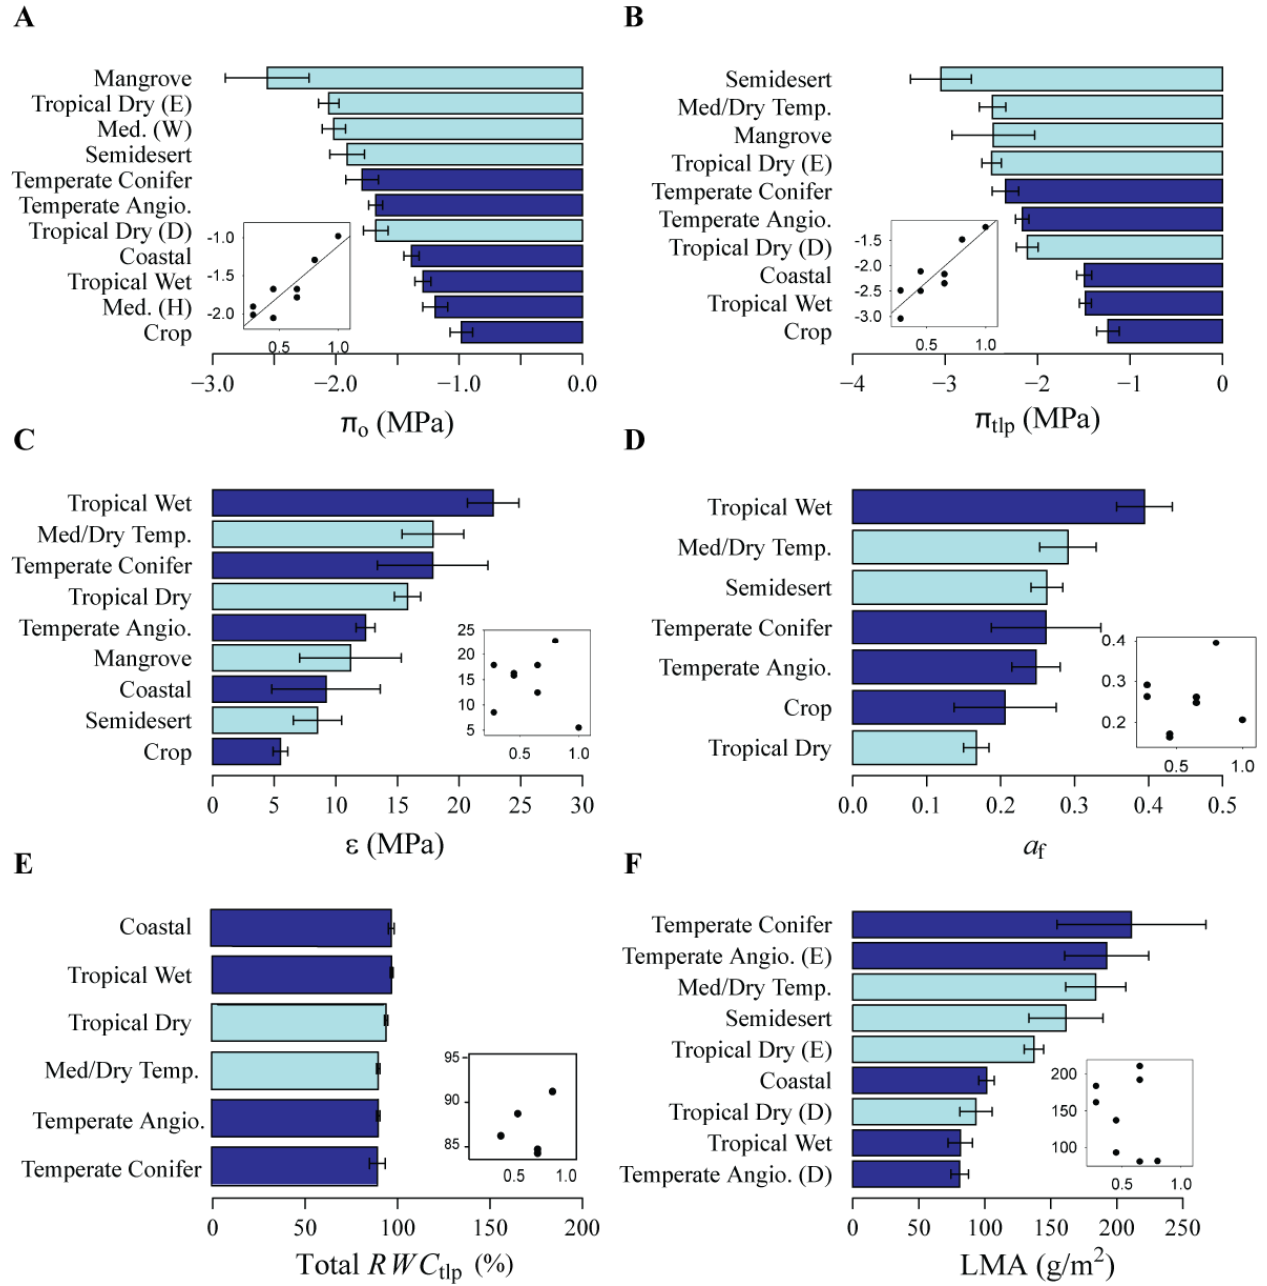 A
Mangrove
Tropical Dry (E)
Med. (W)
Semidesert
Temperate Conifer
Temperate Angio.
Tropical Dry (D)
Coastal
Tropical Wet
Med. (H)
Crop
-1.0
-1.5
-2.0
0.5 1.0
−3.0 −2.0 −1.0 0.0
πo (MPa)
B
Semidesert
Med/Dry Temp.
Mangrove
Tropical Dry (E)
Temperate Conifer
Temperate Angio.
Tropical Dry (D)
Coastal
Tropical Wet
Crop
-1.5
-2.0
-2.5
-3.0
0.5 1.0
−4 −3 −2 −1 0
πtlp (MPa)
C
Tropical Wet
Med/Dry Temp.
Temperate Conifer
Tropical Dry
Temperate Angio.
Mangrove
Coastal
Semidesert
Crop
25
20
15
10
5
0.5 1.0
0 5 10 15 20 25 30
ε (MPa)
D
Tropical Wet
Med/Dry Temp.
Semidesert
Temperate Conifer
Temperate Angio.
Crop
Tropical Dry
0.4
0.3
0.2
0.5 1.0
0.0 0.1 0.2 0.3 0.4 0.5
af
E
Coastal
Tropical Wet
Tropical Dry
Med/Dry Temp.
Temperate Angio.
Temperate Conifer
95
90
85
0.5 1.0
0 50 100 150 200
Total RWCtlp (%)
F
Temperate Conifer
Temperate Angio. (E)
Med/Dry Temp.
Semidesert
Tropical Dry (E)
Coastal
Tropical Dry (D)
Tropical Wet
Temperate Angio. (D)
200
150
100
0.5 1.0
0 50 100 150 200 250
LMA (g/m²)